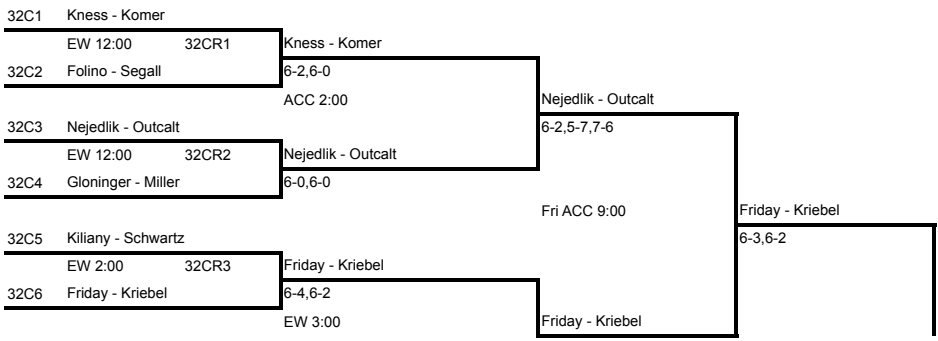 32C1 Kness - Komer
EW 12:00 32CR1 Kness - Komer
32C2 Folino - Segall 6-2,6-0
ACC 2:00 Nejedlik - Outcalt
32C3 Nejedlik - Outcalt 6-2,5-7,7-6
EW 12:00 32CR2 Nejedlik - Outcalt
32C4 Gloninger - Miller 6-0,6-0
Fri ACC 9:00 Friday - Kriebel
32C5 Kiliany - Schwartz 6-3,6-2
EW 2:00 32CR3 Friday - Kriebel
32C6 Friday - Kriebel 6-4,6-2
EW 3:00 Friday - Kriebel